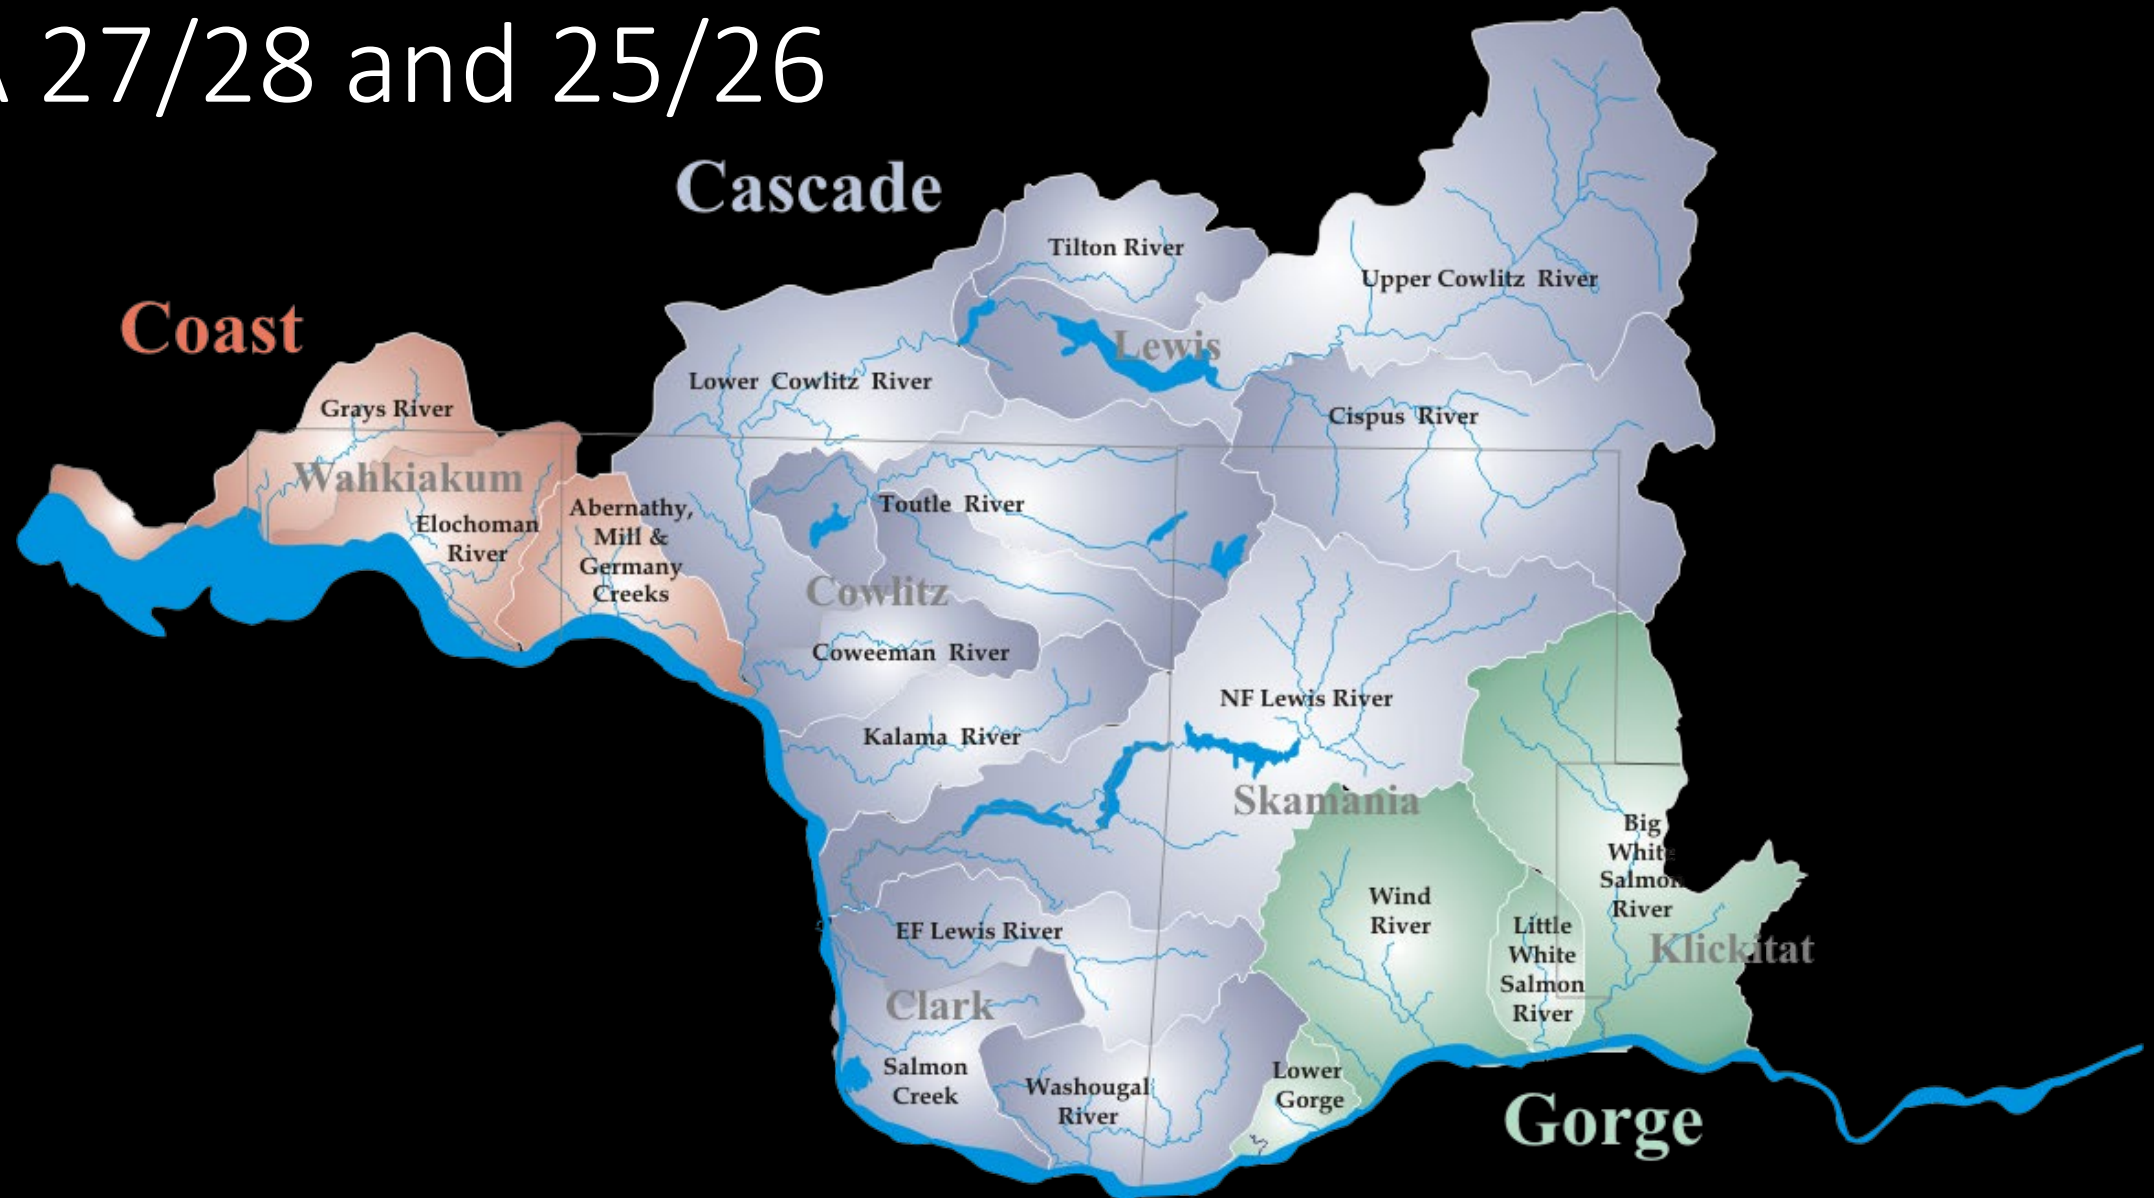 A 27/28 and 25/26
Cascade
Coast
Tilton River
Upper Cowlitz River
Lewis
Lower Cowlitz River
Grays River
Cispus River
Wahkiakum
Toutle River
Abernathy,
Mill &
Germany
Creeks
Elochoman
River
Cowlitz
Coweeman River
NF Lewis River
Kalama River
Skamania
Big
White
Salmon
River
Wind
River
Little
White
Salmon
River
EF Lewis River
Klickitat
Clark
Salmon
Creek
Washougal
River
Lower
Gorge
Gorge